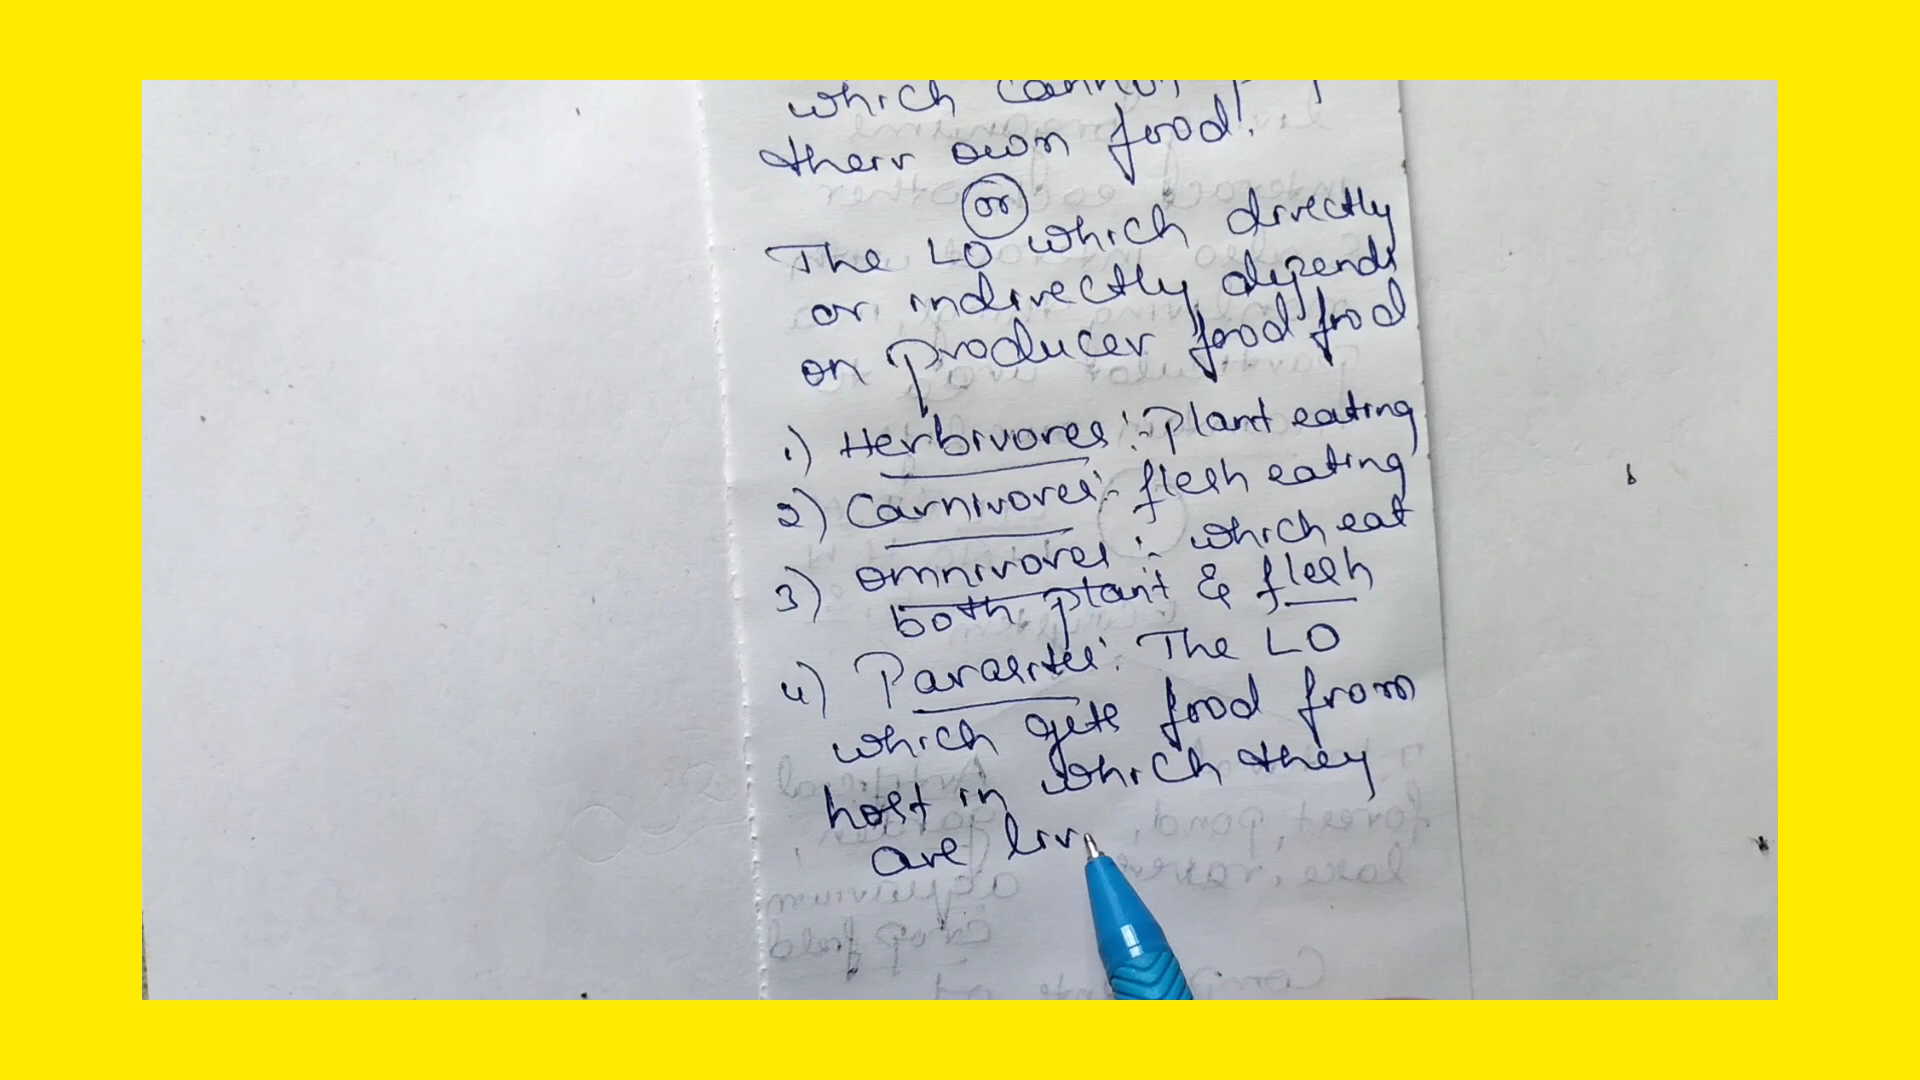 which cannot
their own food!
or
The LO which directly
or indirectly depends
on producer food food
1) Herbivores :- Plant eating
2) Carnivores :- flesh eating
3) omnivores :- which eat
both plant & flesh
4) Parasites : The LO
which gets food from
host in which they
are liv